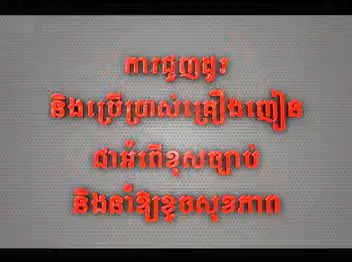 ការជួញដូរ
និងប្រើប្រាស់គ្រឿងញៀន
ជាអំពើខុសច្បាប់
និងនាំឱ្យខូចសុខភាព